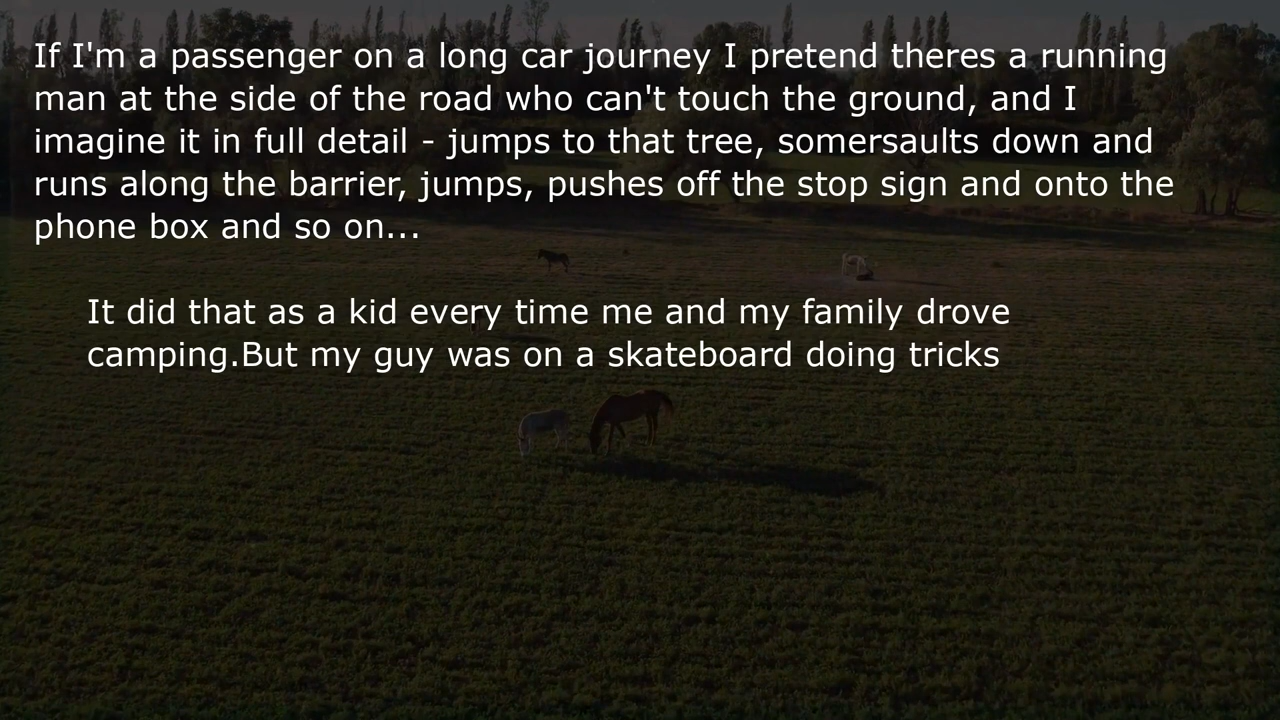 If I'm a passenger on a long car journey I pretend theres a running
man at the side of the road who can't touch the ground, and I
imagine it in full detail - jumps to that tree, somersaults down and
runs along the barrier, jumps, pushes off the stop sign and onto the
phone box and so on...
It did that as a kid every time me and my family drove
camping.But my guy was on a skateboard doing tricks